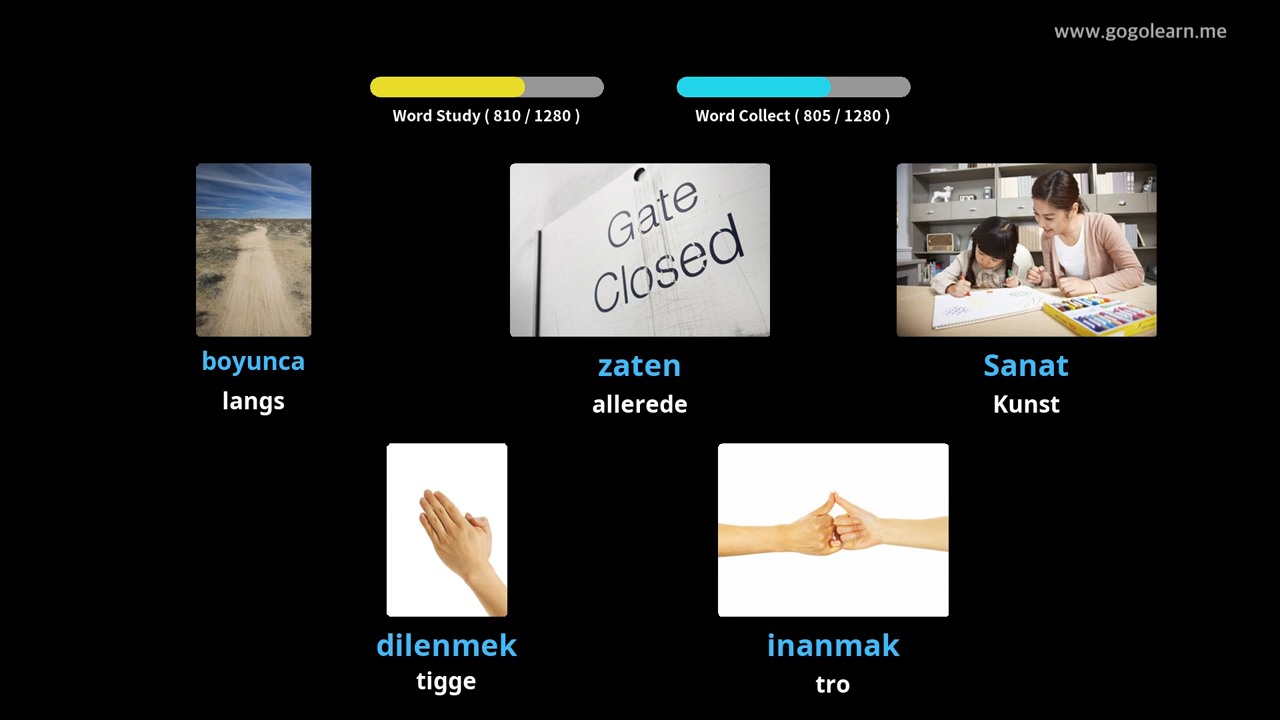 www.gogolearn.me
Word Study ( 810 / 1280 )
Word Collect ( 805 / 1280 )
Gate
Closed
boyunca
langs
zaten
allerede
Sanat
Kunst
dilenmek
tigge
inanmak
tro